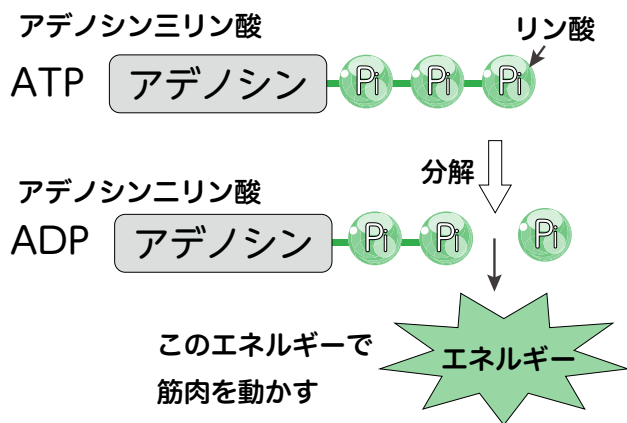 アデノシン三リン酸
リン酸
ATP アデノシン Pi Pi Pi
分解
アデノシン二リン酸
ADP アデノシン Pi Pi Pi
このエネルギーで
筋肉を動かす
エネルギー